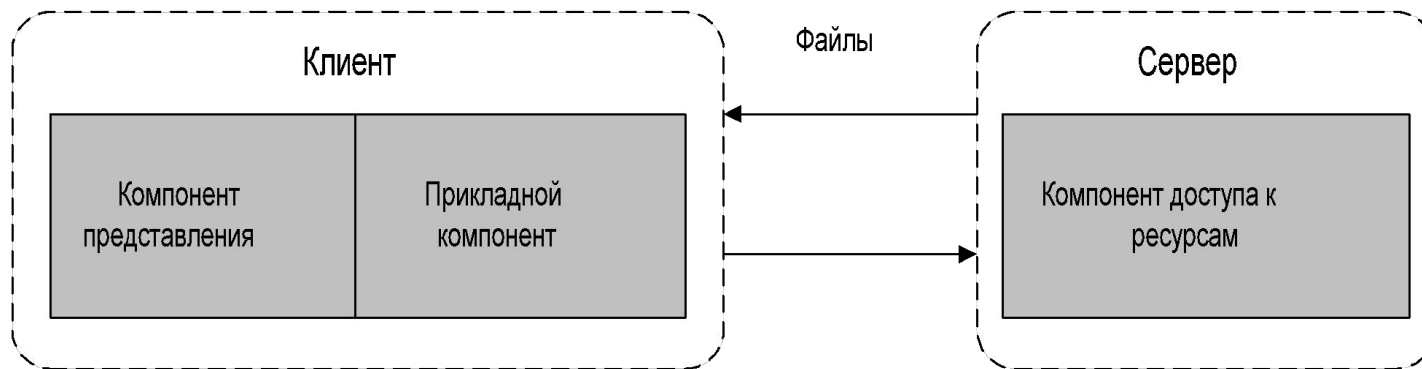 Файлы
Клиент
Сервер
Компонент
представления
Прикладной
компонент
Компонент доступа к
ресурсам